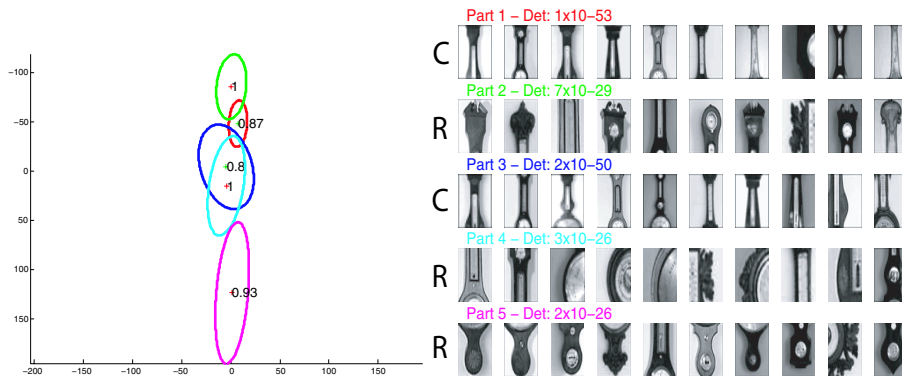 −100
−50
0
50
100
150
−200
−150
−100
−50
0
50
100
150
1
0.87
0.8
1
0.93
Part 1 − Det: 1x10−53
C
Part 2 − Det: 7x10−29
R
Part 3 − Det: 2x10−50
C
Part 4 − Det: 3x10−26
R
Part 5 − Det: 2x10−26
R